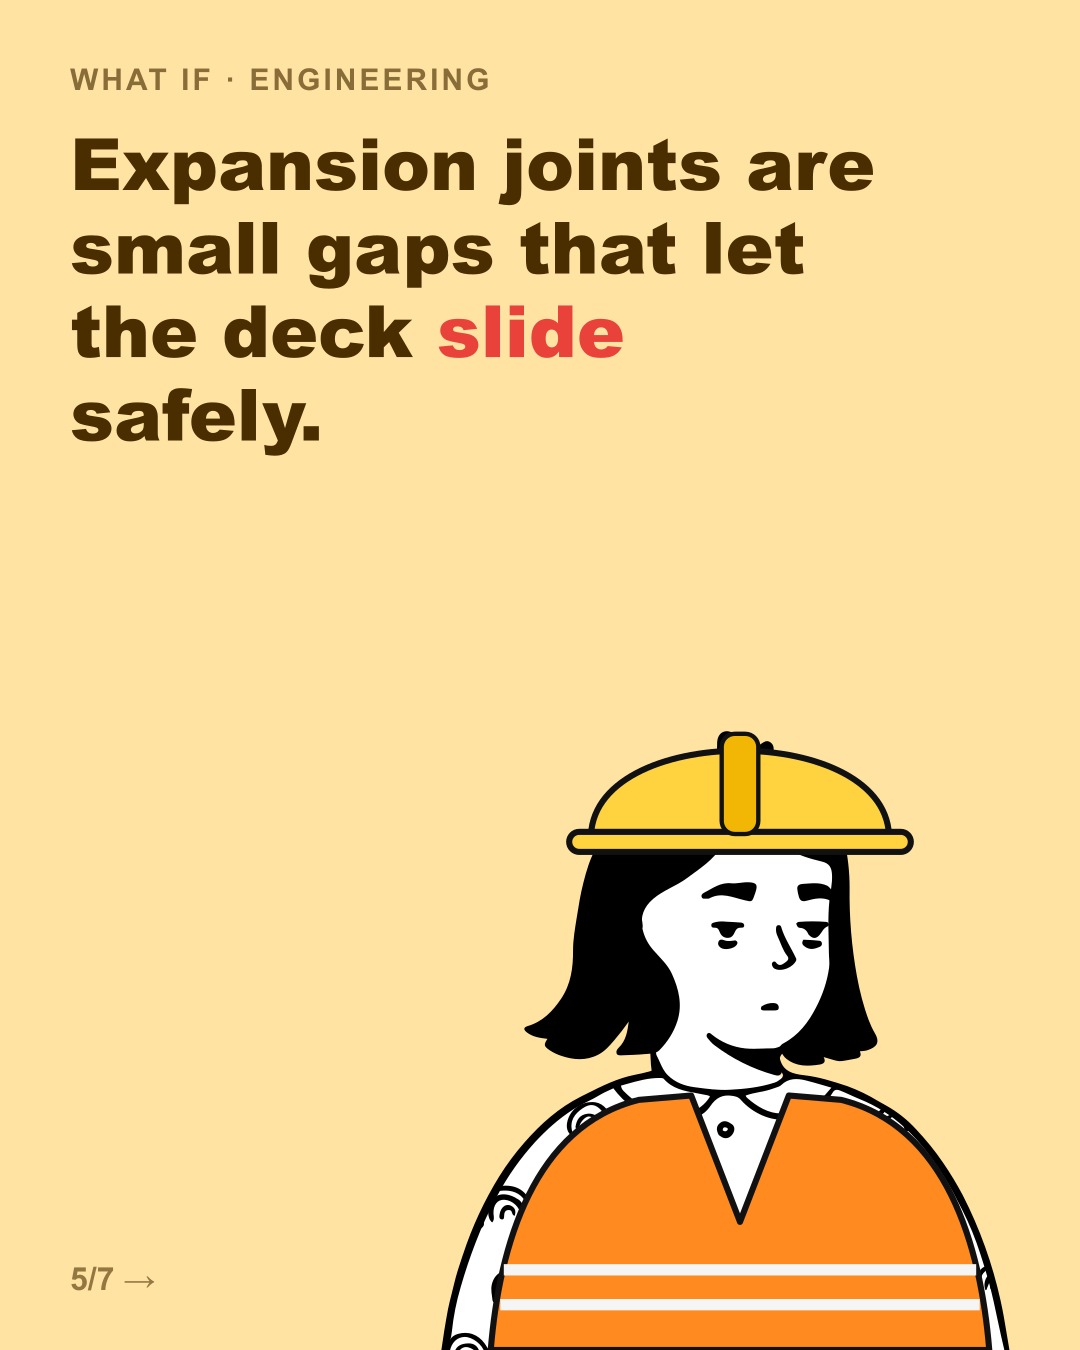 WHAT IF · ENGINEERING
Expansion joints are
small gaps that let
the deck slide
safely.
5/7 →